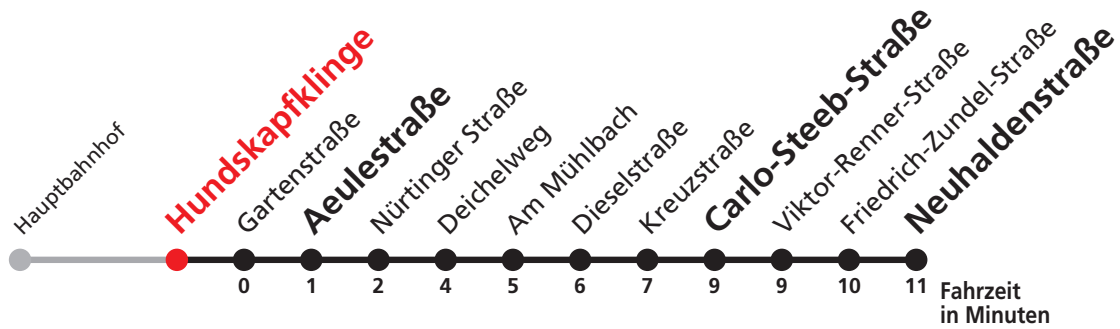 Hauptbahnhof
Hundskapfklinge
Gartenstraße
Aeulestraße
Nürtinger Straße
Deichelweg
Am Mühlbach
Dieselstraße
Kreuzstraße
Carlo-Steeb-Straße
Viktor-Renner-Straße
Friedrich-Zundel-Straße
Neuhaldenstraße
0 1 2 4 5 6 7 9 9 10 11
Fahrzeit
in Minuten